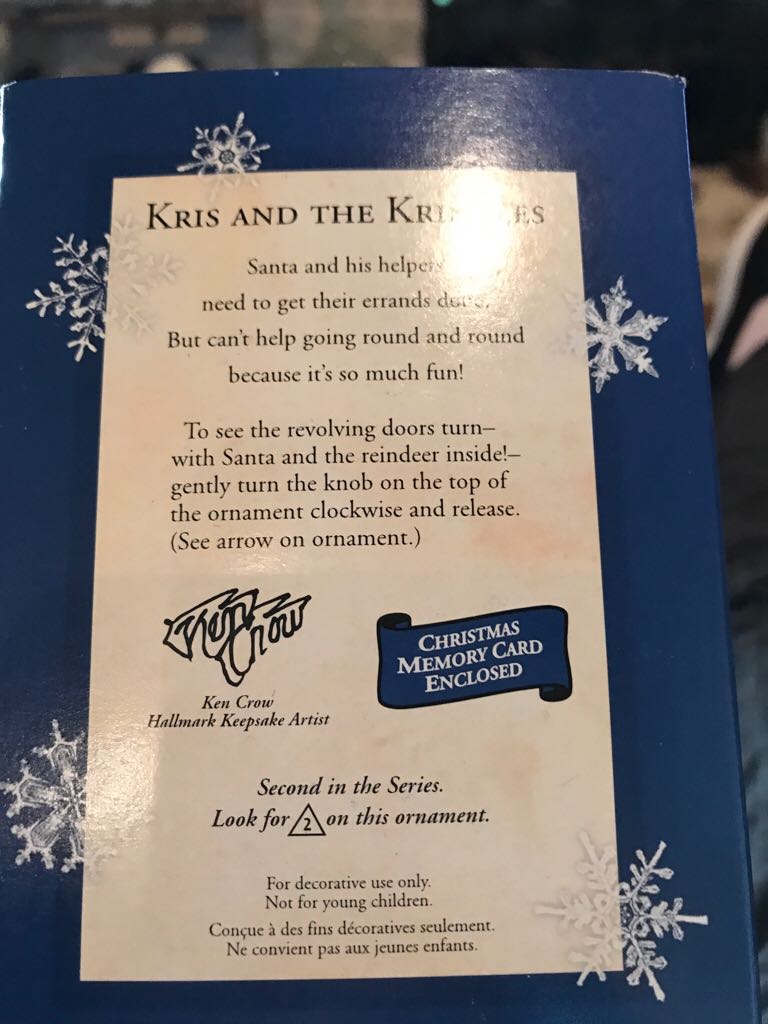 KRIS AND THE
Santa and his
need to get their errands
But can't help going round and round
because it's so much fun!
To see the revolving doors turn–
with Santa and the reindeer inside!–
gently turn the knob on the top of
the ornament clockwise and release.
(See arrow on ornament.)
Ken Crow
CHRISTMAS
MEMORY CARD
ENCLOSED
Ken Crow
Hallmark Keepsake Artist
Second in the Series.
Look for 2 on this ornament.
For decorative use only.
Not for young children.
Conçue à des fins décoratives seulement.
Ne convient pas aux jeunes enfants.